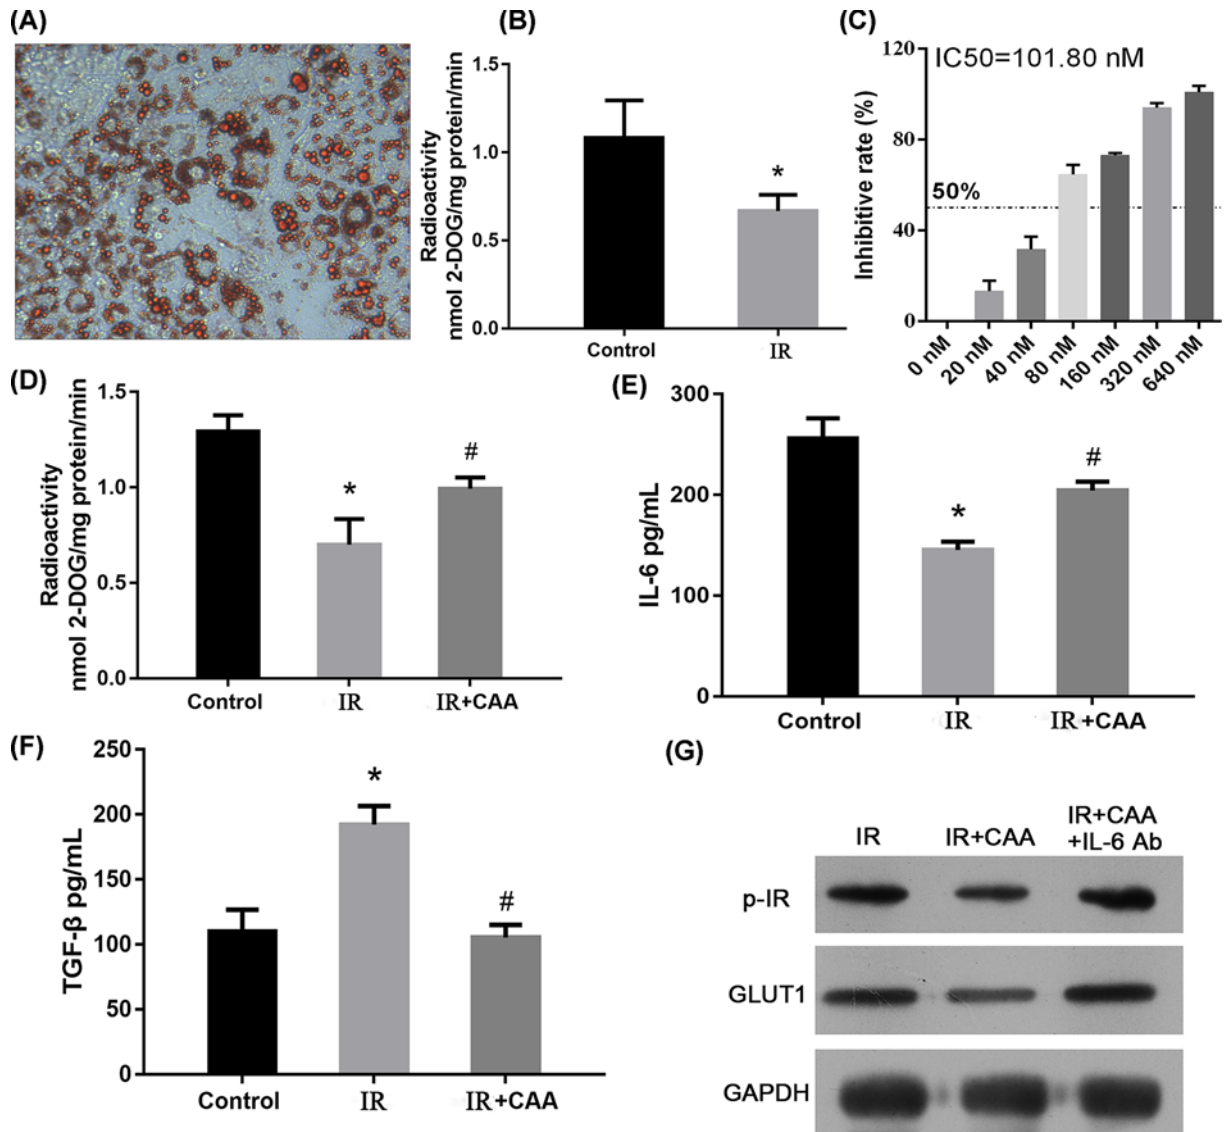 (A)
(B)
Radioactivity
nmol 2-DOG/mg protein/min
1.5
1.0
0.5
0.0
*
Control
IR
(C)
Inhibitive rate (%)
120
80
40
0
IC50=101.80 nM
50%
0 nM
20 nM
40 nM
80 nM
160 nM
320 nM
640 nM
(D)
Radioactivity
nmol 2-DOG/mg protein/min
1.5
1.0
0.5
0.0
*
#
Control
IR
IR+CAA
(E)
IL-6 pg/mL
300
200
100
0
*
#
Control
IR
IR+CAA
(F)
TGF-β pg/mL
250
200
150
100
50
0
*
#
Control
IR
IR+CAA
(G)
IR
IR+CAA
IR+CAA
+IL-6 Ab
p-IR
GLUT1
GAPDH